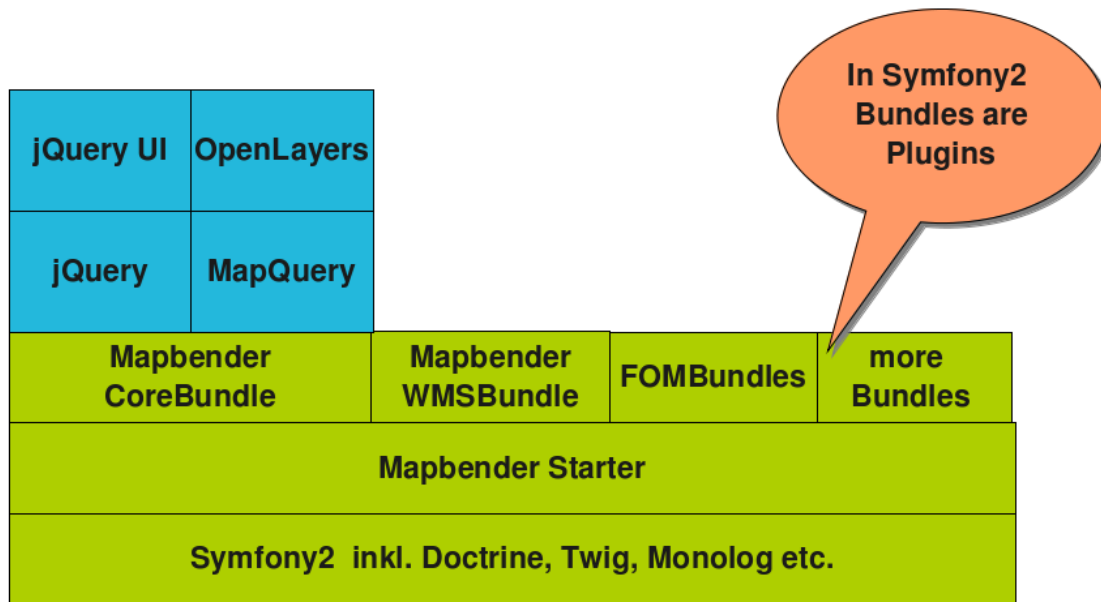 In Symfony2
Bundles are
Plugins
jQuery UI
OpenLayers
jQuery
MapQuery
Mapbender
CoreBundle
Mapbender
WMSBundle
FOMBundles
more
Bundles
Mapbender Starter
Symfony2 inkl. Doctrine, Twig, Monolog etc.